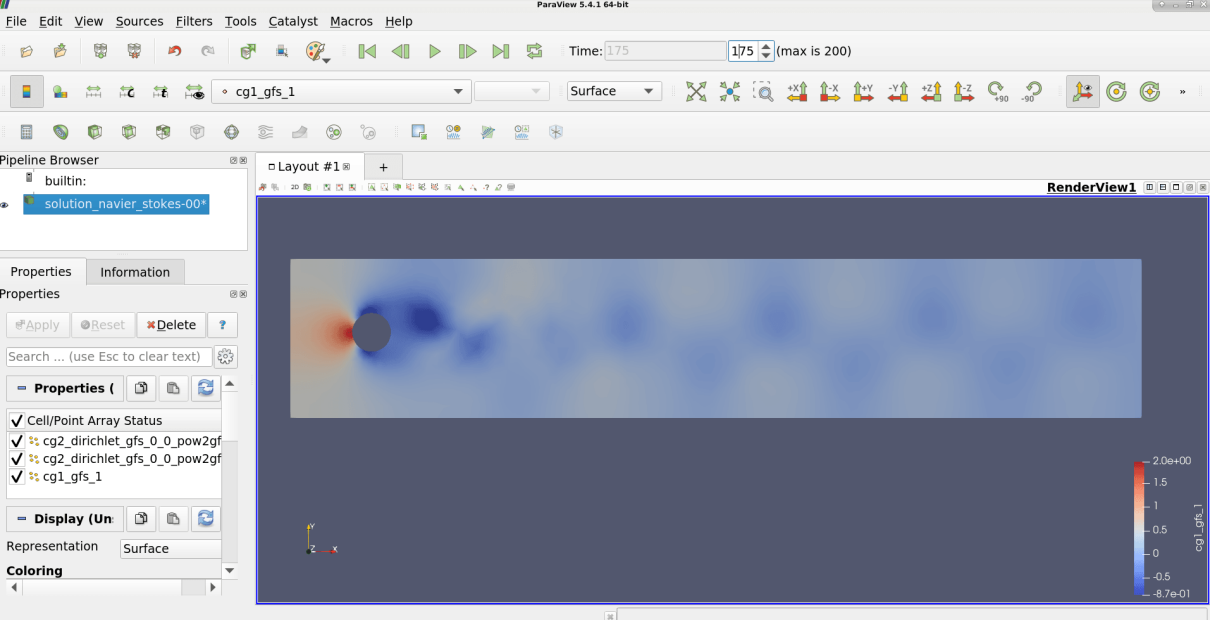 ParaView 5.4.1 64-bit
File Edit View Sources Filters Tools Catalyst Macros Help
Time: 175 175 (max is 200)
cg1_gfs_1 Surface +X -X +Y -Y +Z -Z +90 -90 »
Pipeline Browser
Layout #1 +
builtin:
2D
RenderView1
solution_navier_stokes-00*
Properties Information
Properties
Apply Reset Delete ?
Search ... (use Esc to clear text)
Properties (
Cell/Point Array Status
cg2_dirichlet_gfs_0_0_pow2gf
cg2_dirichlet_gfs_0_0_pow2gf
cg1_gfs_1
Display (Un
Representation Surface
Coloring
Y
Z X
2.0e+00
1.5
1
0.5
0
-0.5
-8.7e-01
cg1_gfs_1